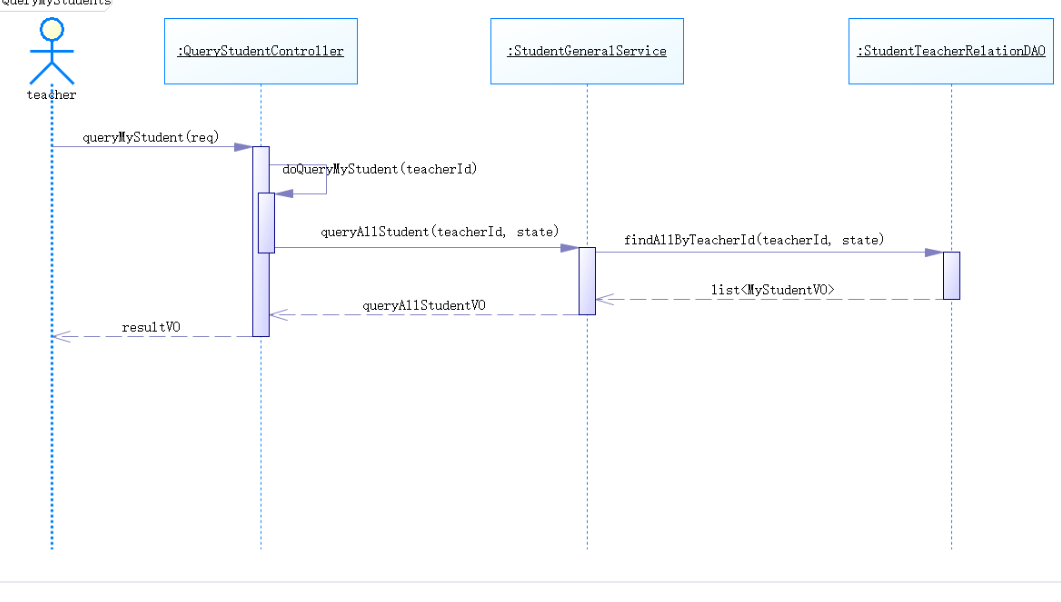 QueryMyStudents
:QueryStudentController
:StudentGeneralService
:StudentTeacherRelationDAO
teacher
queryMyStudent(req)
doQueryMyStudent(teacherId)
queryAllStudent(teacherId, state)
findAllByTeacherId(teacherId, state)
list<MyStudentVO>
queryAllStudentVO
resultVO